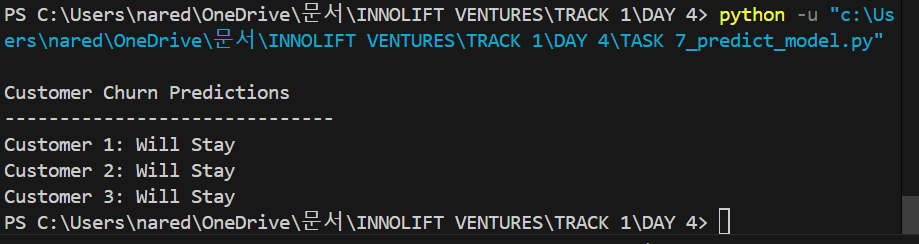 PS C:\Users\nared\OneDrive\문서\INNOLIFT VENTURES\TRACK 1\DAY 4> python -u "c:\Us
ers\nared\OneDrive\문서\INNOLIFT VENTURES\TRACK 1\DAY 4\TASK 7_predict_model.py"
Customer Churn Predictions
------------------------------
Customer 1: Will Stay
Customer 2: Will Stay
Customer 3: Will Stay
PS C:\Users\nared\OneDrive\문서\INNOLIFT VENTURES\TRACK 1\DAY 4>